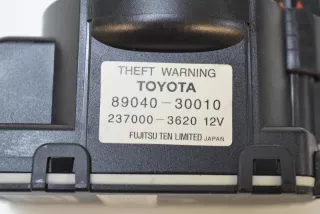 THEFT WARNING
TOYOTA
89040-30010
237000-3620 12V
FUJITSU TEN LIMITED JAPAN